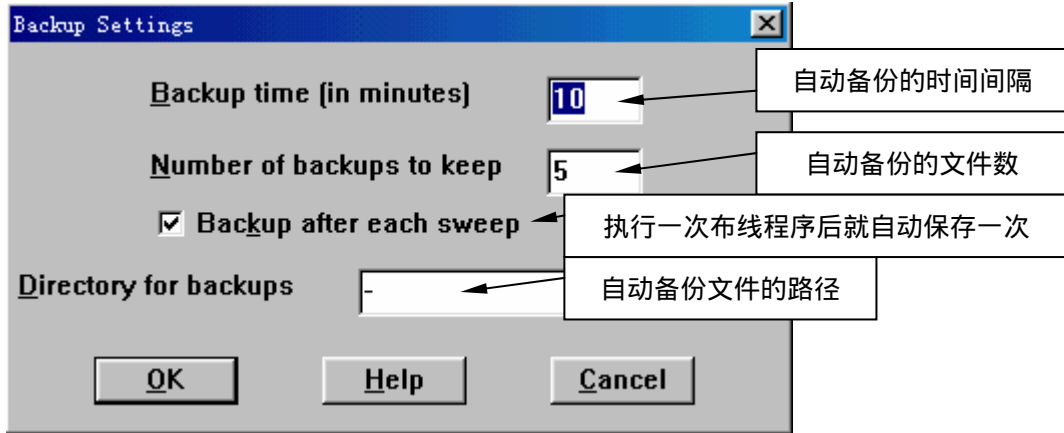 Backup Settings
Backup time (in minutes)
10
自动备份的时间间隔
Number of backups to keep
5
自动备份的文件数
Backup after each sweep
执行一次布线程序后就自动保存一次
Directory for backups
-
自动备份文件的路径
OK
Help
Cancel